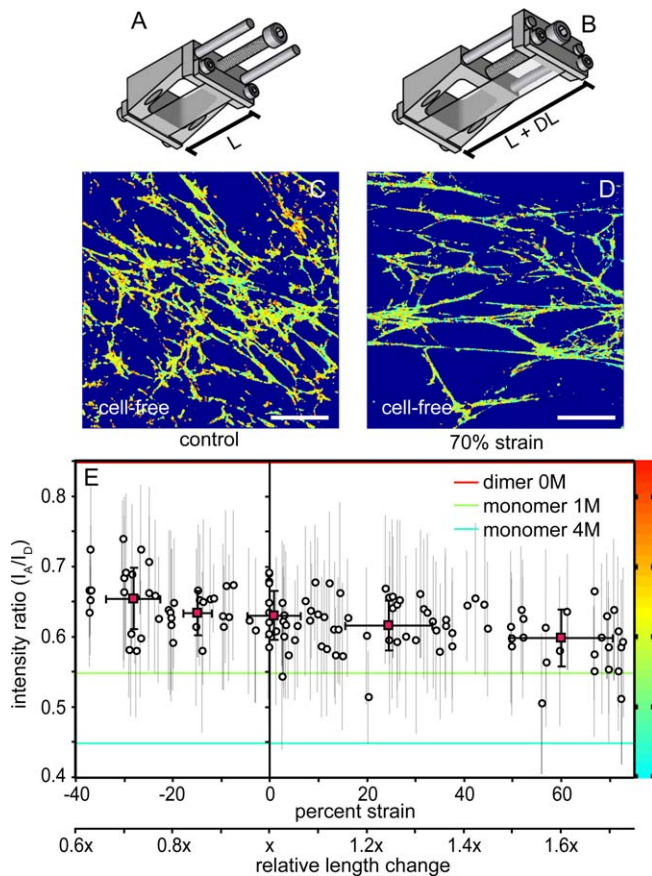 A
B
L
L + DL
C
D
cell-free
cell-free
control
70% strain
E
dimer 0M
monomer 1M
monomer 4M
intensity ratio (I_A/I_D)
0.8
0.7
0.6
0.5
0.4
-40 -20 0 20 40 60
percent strain
0.6x 0.8x x 1.2x 1.4x 1.6x
relative length change